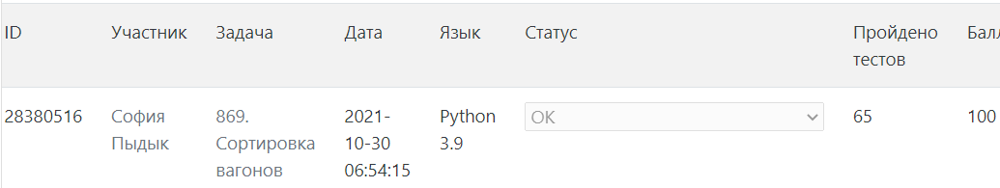 ID Участник Задача Дата Язык Статус Пройдено тестов Балл
28380516 София Пыдык 869. Сортировка вагонов 2021-10-30 06:54:15 Python 3.9 OK 65 100